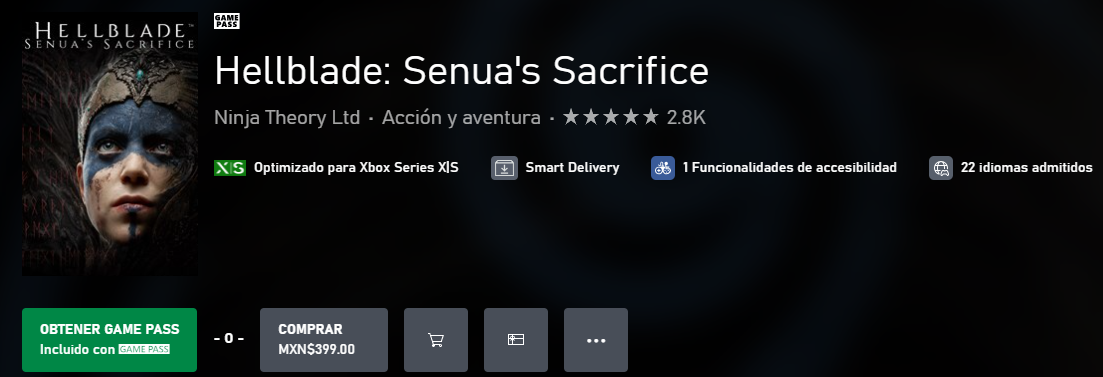 HELLBLADE™
SENUA'S SACRIFICE
GAME PASS
Hellblade: Senua's Sacrifice
Ninja Theory Ltd • Acción y aventura • ★★★★★ 2.8K
XS Optimizado para Xbox Series X|S
Smart Delivery
1 Funcionalidades de accesibilidad
22 idiomas admitidos
OBTENER GAME PASS
Incluido con GAME PASS
- o -
COMPRAR
MXN$399.00